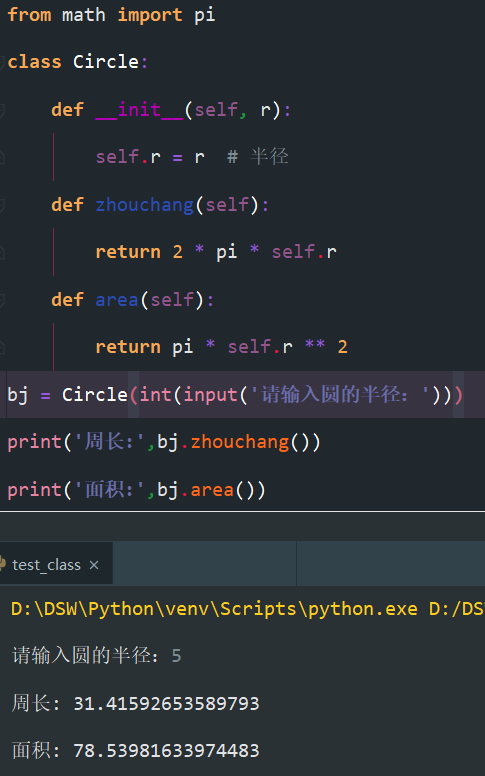 from math import pi
class Circle:
    def __init__(self, r):
        self.r = r  # 半径
    def zhouchang(self):
        return 2 * pi * self.r
    def area(self):
        return pi * self.r ** 2
bj = Circle(int(input('请输入圆的半径：')))
print('周长:',bj.zhouchang())
print('面积:',bj.area())
test_class ×
D:\DSW\Python\venv\Scripts\python.exe D:/DS
请输入圆的半径：5
周长: 31.41592653589793
面积: 78.53981633974483